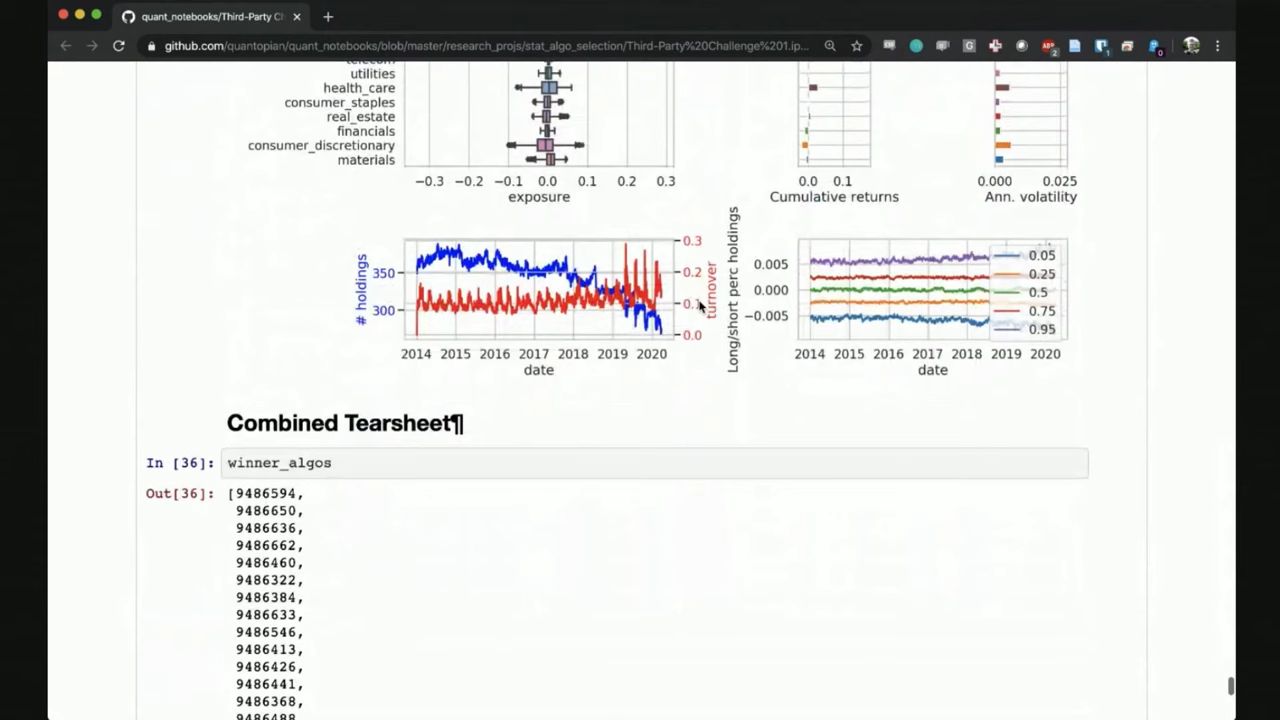 quant_notebooks/Third-Party Cl
github.com/quantopian/quant_notebooks/blob/master/research_projs/stat_algo_selection/Third-Party%20Challenge%201.ip...
telecom
utilities
health_care
consumer_staples
real_estate
financials
consumer_discretionary
materials
−0.3 −0.2 −0.1 0.0 0.1 0.2 0.3
exposure
0.0 0.1
Cumulative returns
0.000 0.025
Ann. volatility
# holdings
350
300
0.3
0.2
0.1
0.0
turnover
2014 2015 2016 2017 2018 2019 2020
date
Long/short perc holdings
0.005
0.000
−0.005
0.05
0.25
0.5
0.75
0.95
2014 2015 2016 2017 2018 2019 2020
date
Combined Tearsheet¶
In [36]: winner_algos
Out[36]: [9486594,
9486650,
9486636,
9486662,
9486460,
9486322,
9486384,
9486633,
9486546,
9486413,
9486426,
9486441,
9486368,
9486488